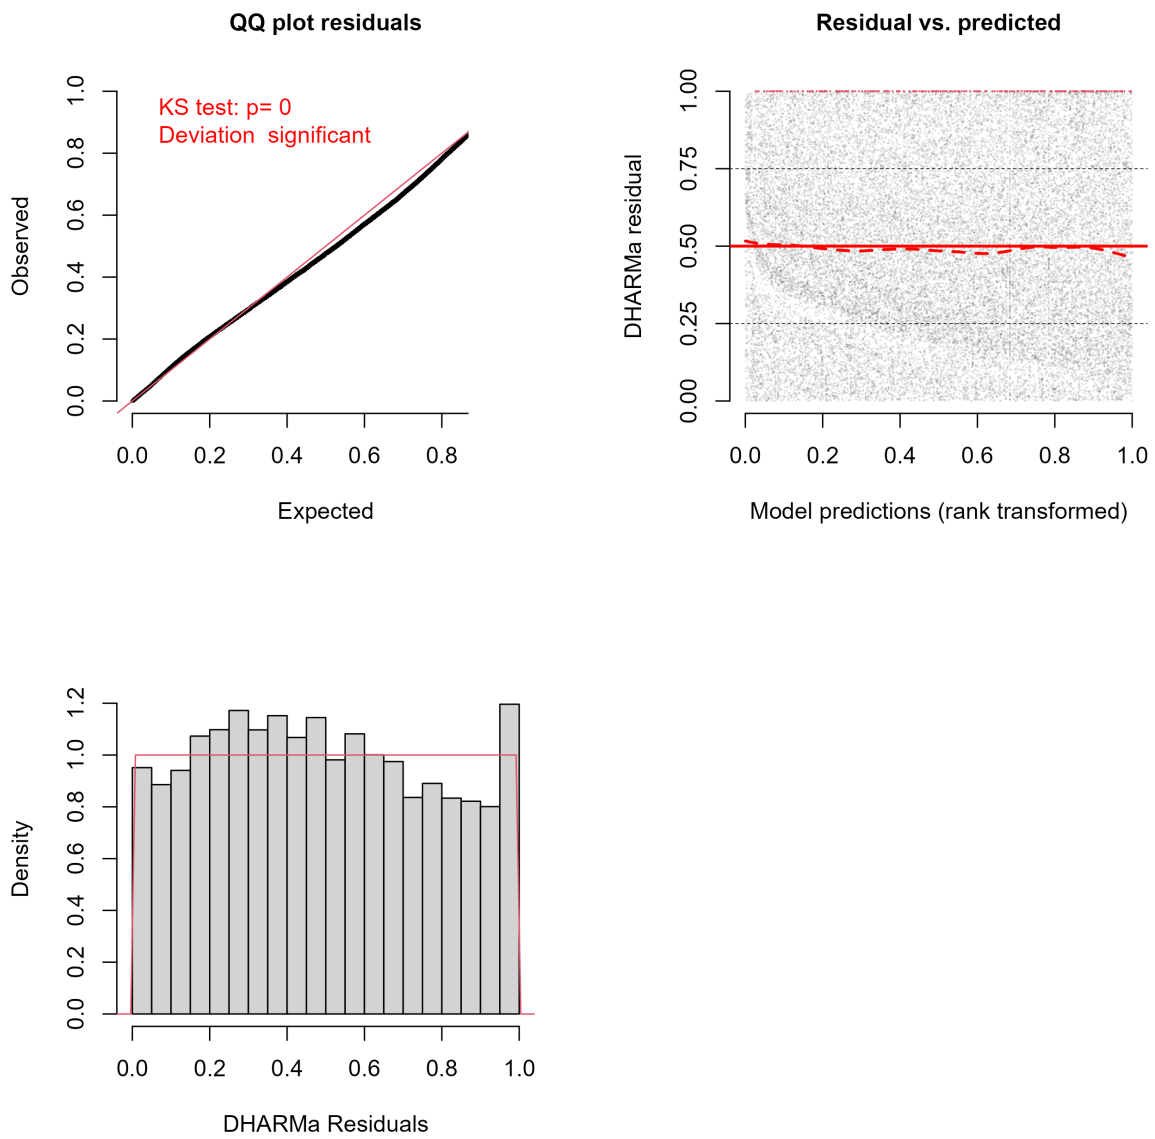 QQ plot residuals
KS test: p= 0
Deviation  significant
Observed
0.0 0.2 0.4 0.6 0.8 1.0
0.0 0.2 0.4 0.6 0.8
Expected
Residual vs. predicted
DHARMa residual
0.00 0.25 0.50 0.75 1.00
0.0 0.2 0.4 0.6 0.8 1.0
Model predictions (rank transformed)
Density
0.0 0.2 0.4 0.6 0.8 1.0 1.2
0.0 0.2 0.4 0.6 0.8 1.0
DHARMa Residuals